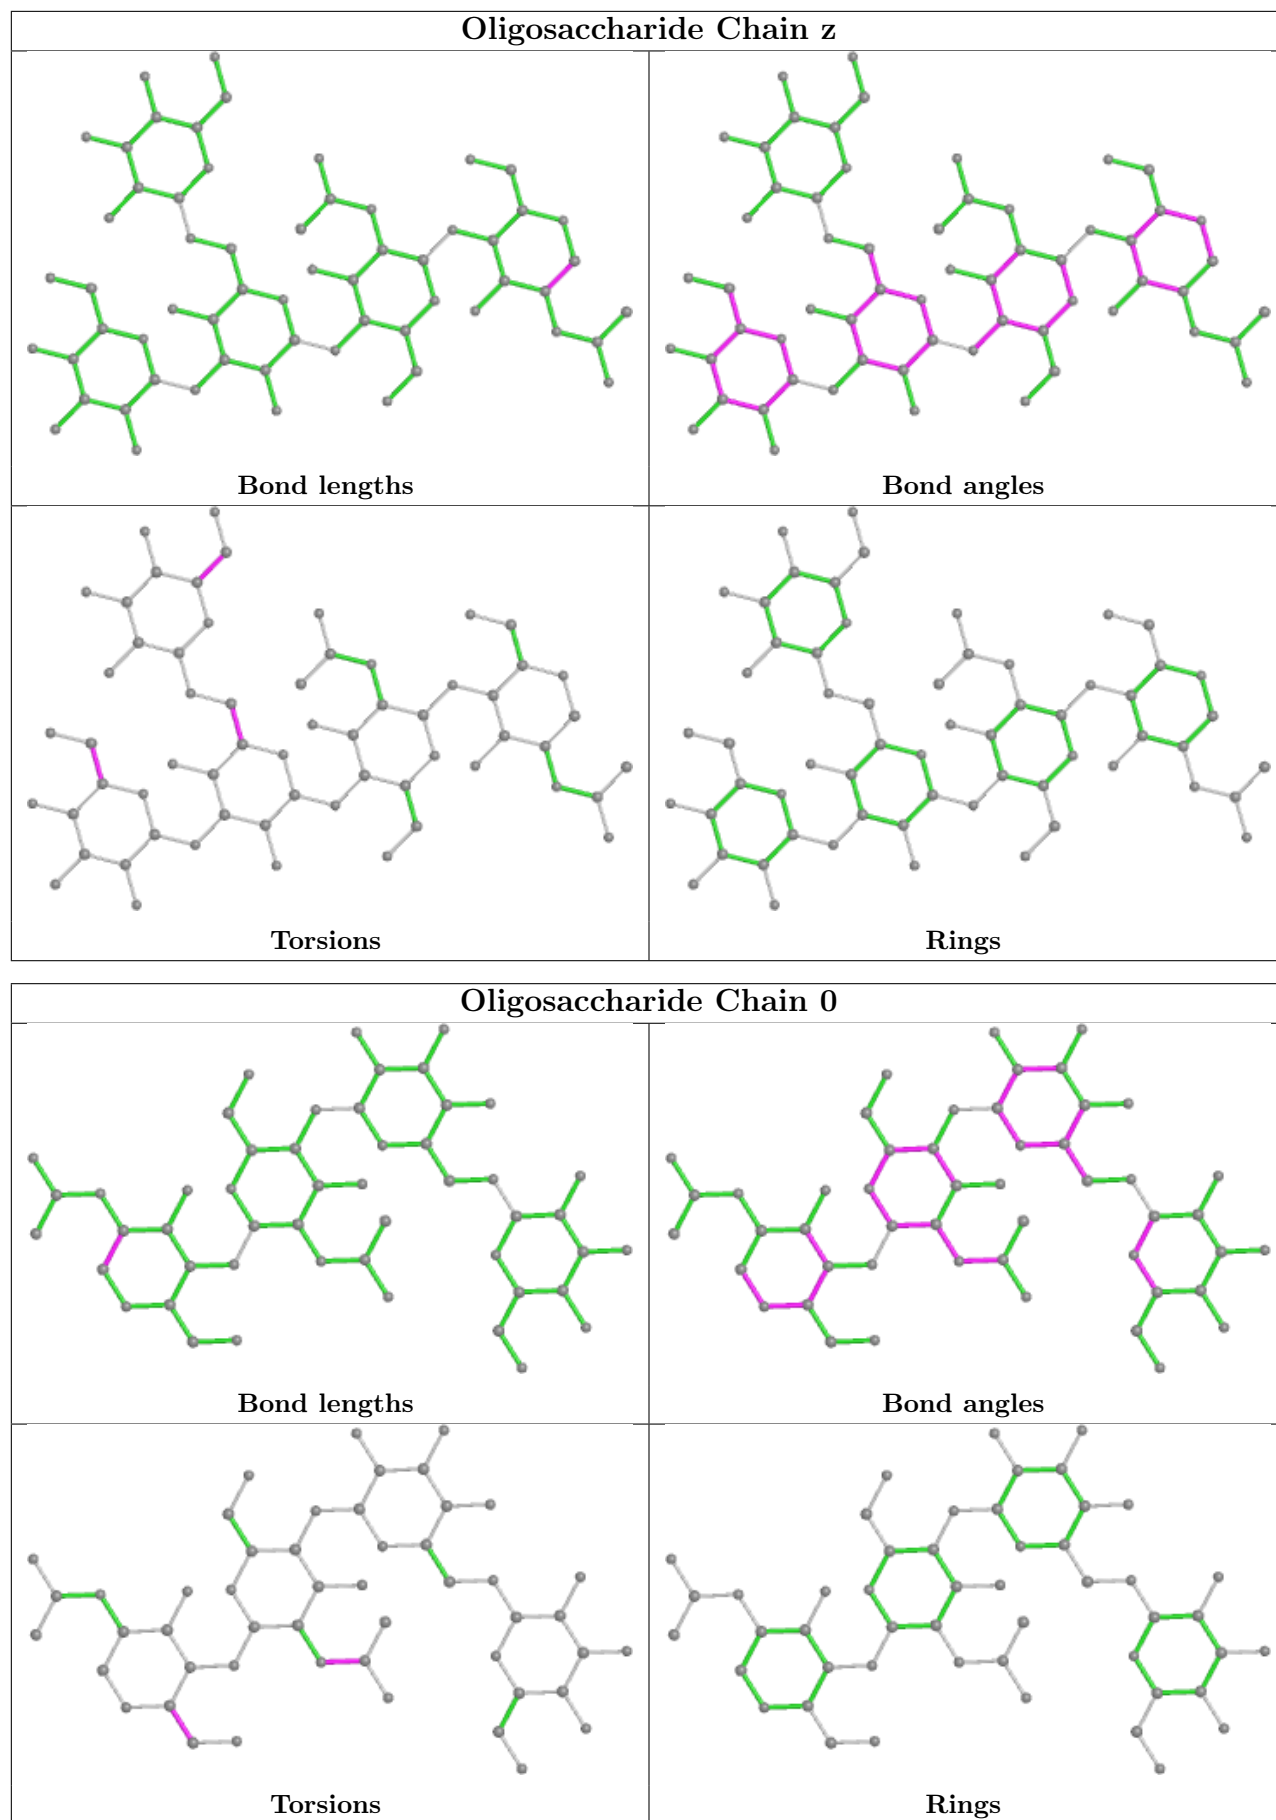 Oligosaccharide Chain z
Bond lengths
Bond angles
Torsions
Rings
Oligosaccharide Chain 0
Bond lengths
Bond angles
Torsions
Rings